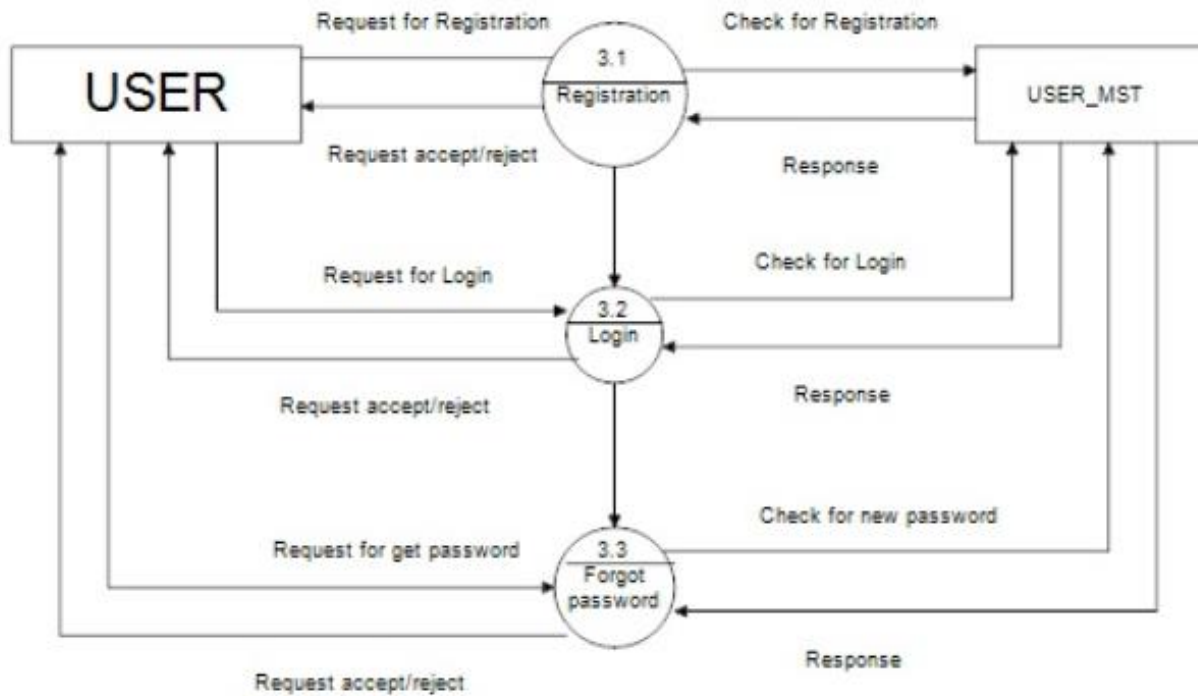 Request for Registration
Check for Registration
USER
3.1
Registration
USER_MST
Request accept/reject
Response
Request for Login
Check for Login
3.2
Login
Request accept/reject
Response
Request for get password
Check for new password
3.3
Forgot
password
Request accept/reject
Response